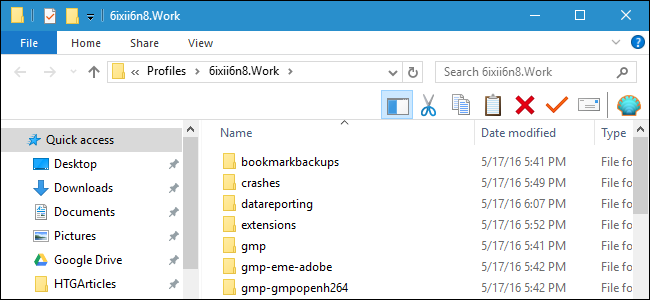 6ixii6n8.Work
File Home Share View
« Profiles › 6ixii6n8.Work › Search 6ixii6n8.Work
Quick access
Desktop
Downloads
Documents
Pictures
Google Drive
HTGArticles
Name Date modified Type
bookmarkbackups 5/17/16 5:41 PM File fo
crashes 5/17/16 5:49 PM File fo
datareporting 5/17/16 6:07 PM File fo
extensions 5/17/16 5:52 PM File fo
gmp 5/17/16 5:41 PM File fo
gmp-eme-adobe 5/17/16 5:42 PM File fo
gmp-gmpopenh264 5/17/16 5:42 PM File fo